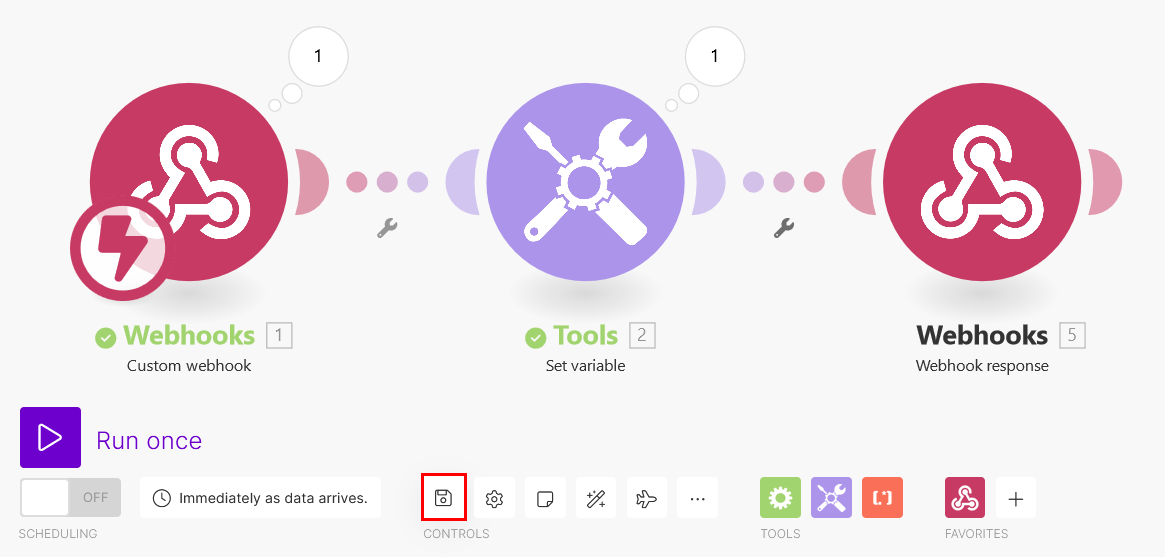 1
1
Webhooks 1
Custom webhook
Tools 2
Set variable
Webhooks 5
Webhook response
Run once
OFF
Immediately as data arrives.
SCHEDULING
CONTROLS
[.*]
TOOLS
FAVORITES